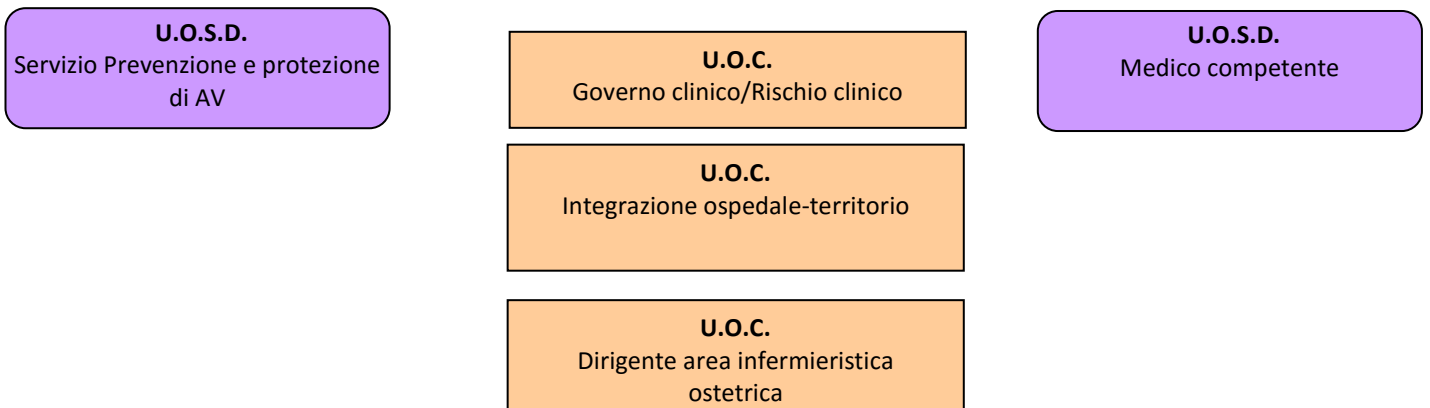 U.O.S.D.
Servizio Prevenzione e protezione
di AV
U.O.C.
Governo clinico/Rischio clinico
U.O.S.D.
Medico competente
U.O.C.
Integrazione ospedale-territorio
U.O.C.
Dirigente area infermieristica
ostetrica